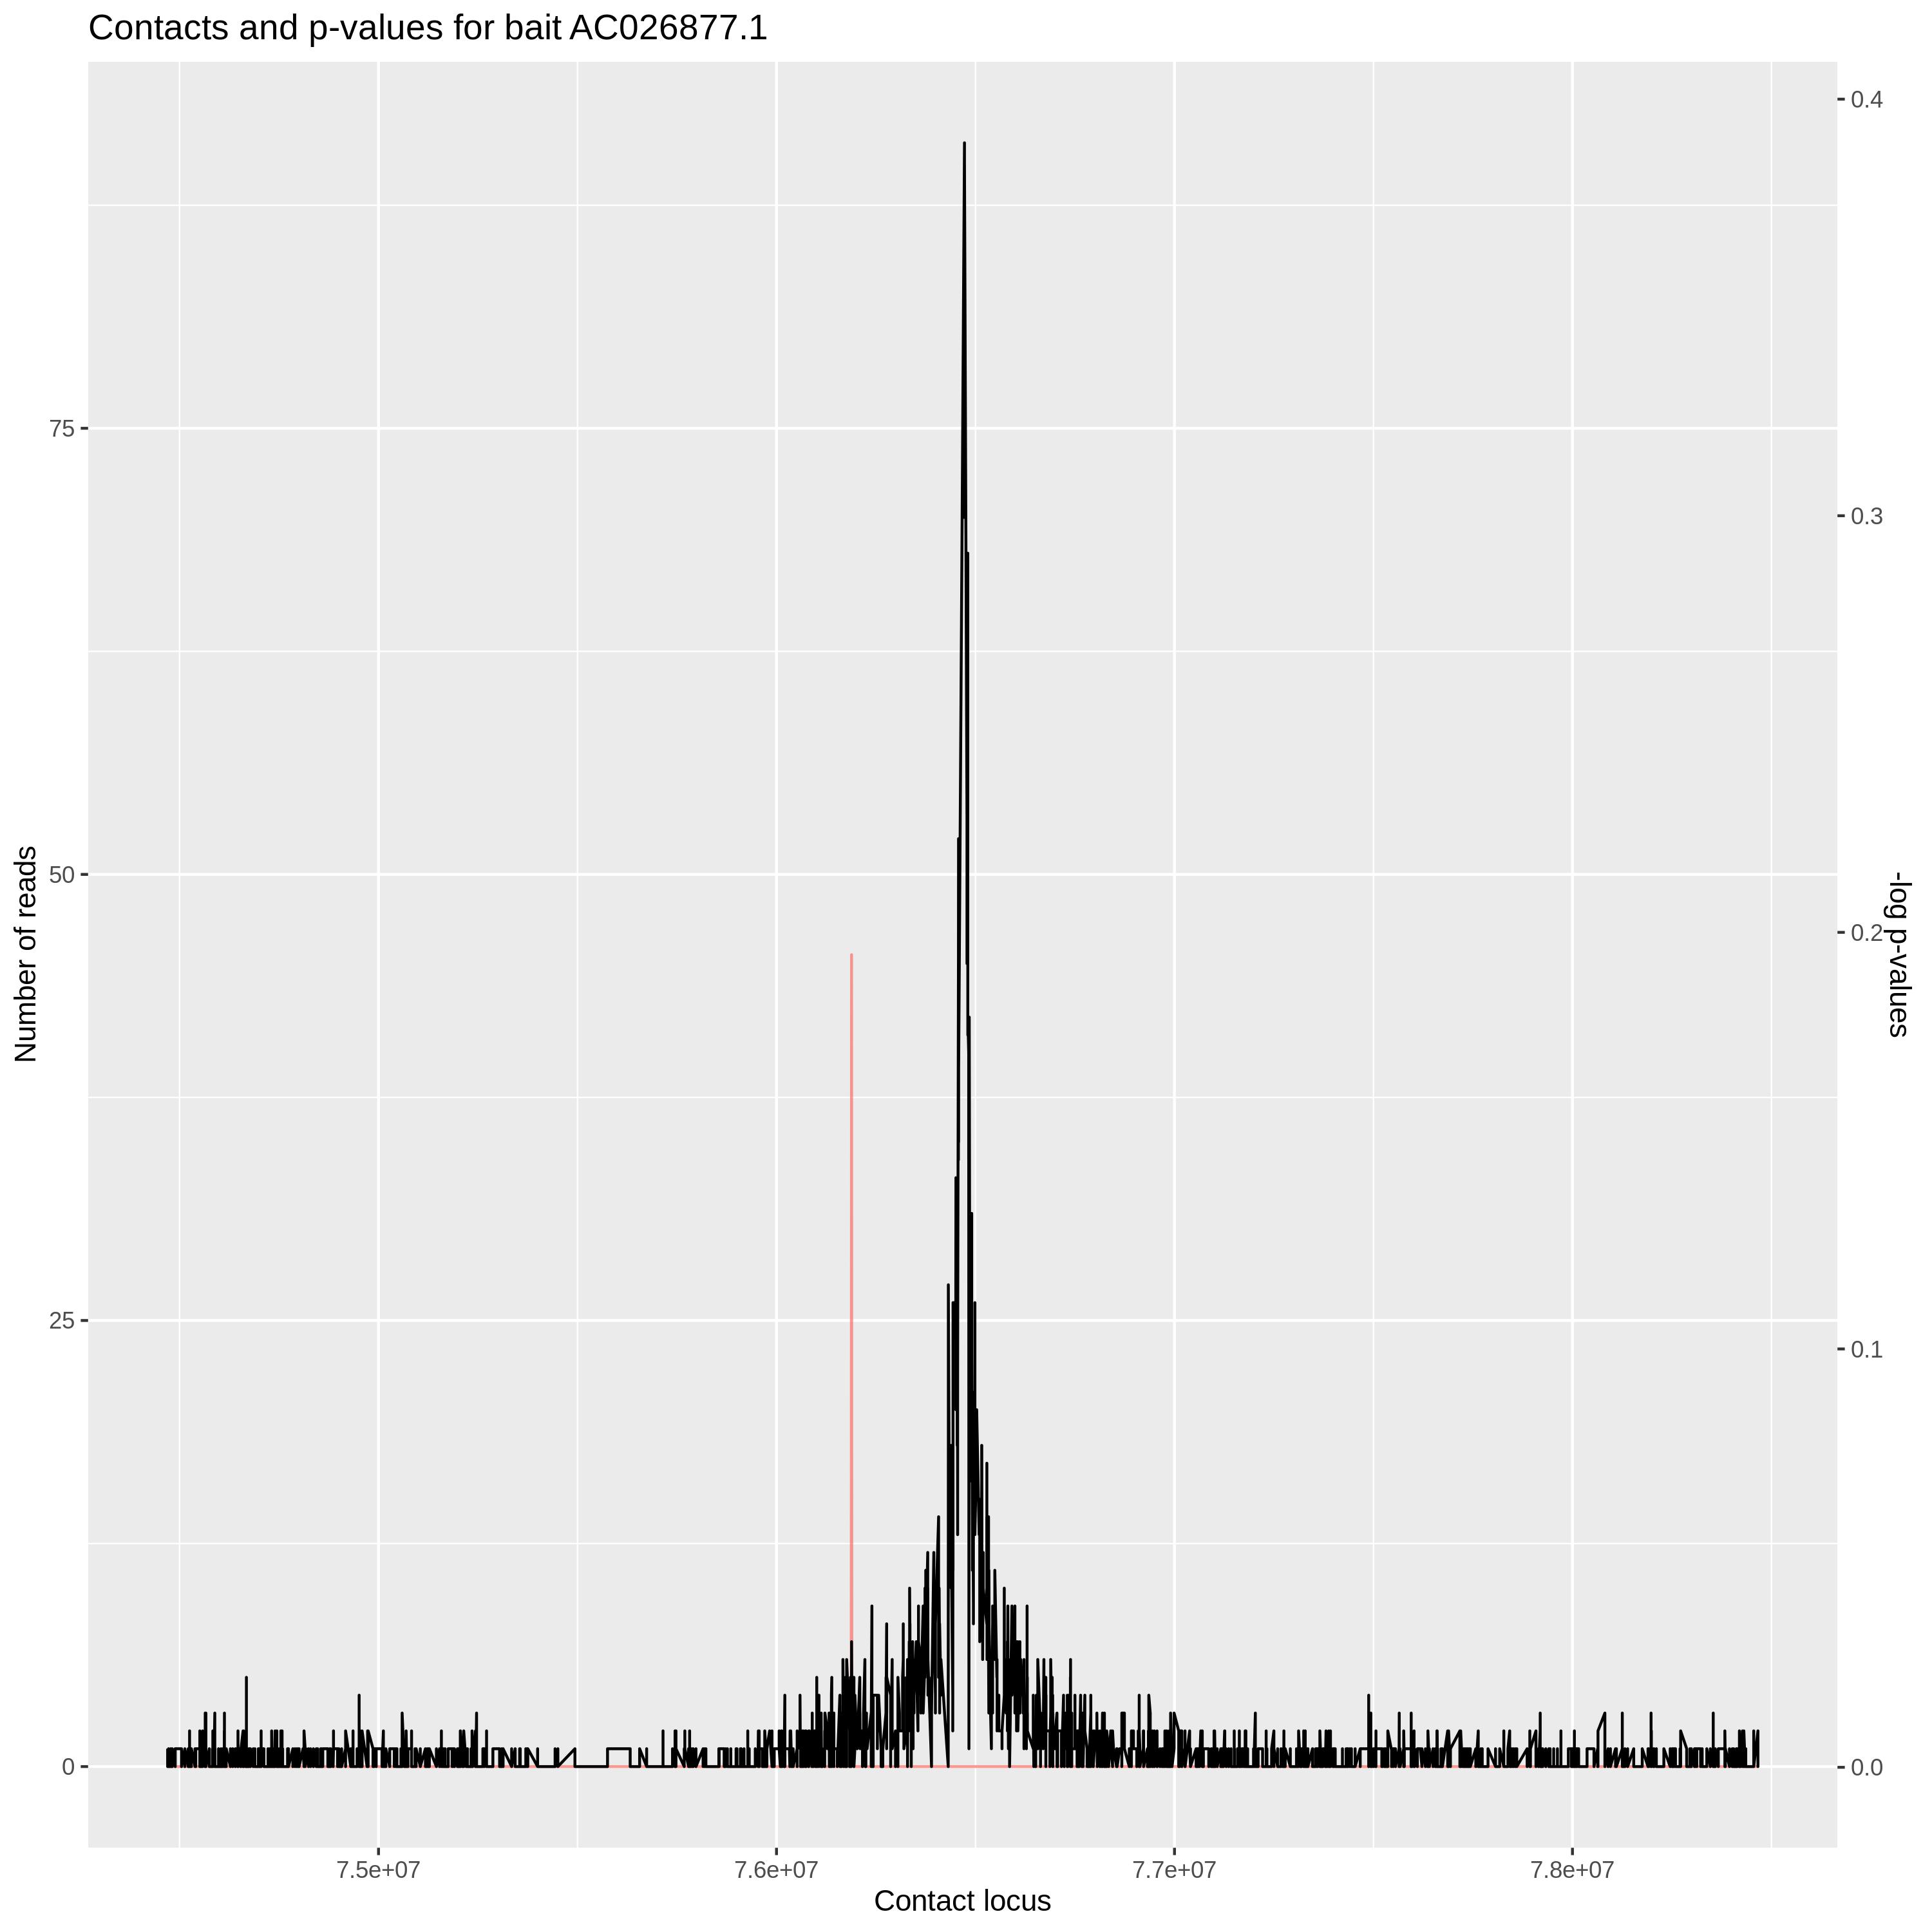 Contacts and p-values for bait AC026877.1
Number of reads
75
50
25
0
0.4
0.3
0.2
0.1
0.0
-log p-values
7.5e+07
7.6e+07
7.7e+07
7.8e+07
Contact locus